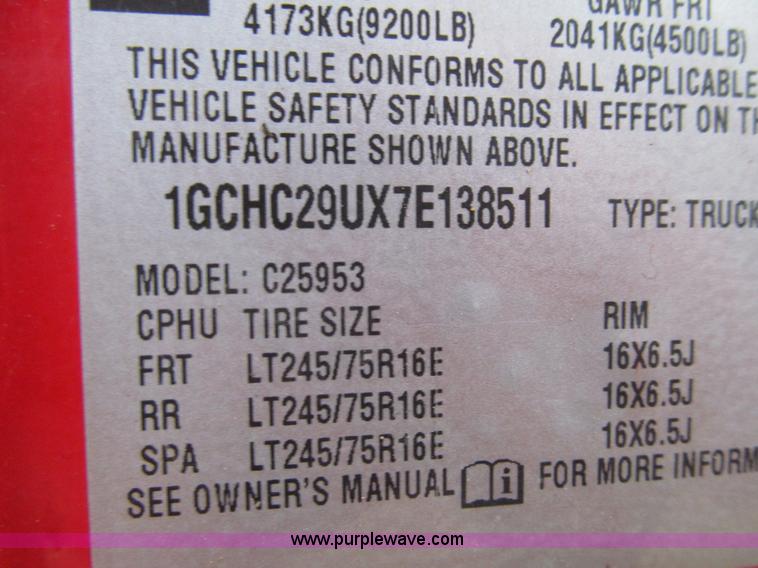 GAWR FRT
4173KG(9200LB) 2041KG(4500LB)
THIS VEHICLE CONFORMS TO ALL APPLICABLE
VEHICLE SAFETY STANDARDS IN EFFECT ON
MANUFACTURE SHOWN ABOVE.
1GCHC29UX7E138511 TYPE: TRUCK
MODEL: C25953
CPHU TIRE SIZE RIM
FRT LT245/75R16E 16X6.5J
RR LT245/75R16E 16X6.5J
SPA LT245/75R16E 16X6.5J
SEE OWNER'S MANUAL i FOR MORE INFORM
www.purplewave.com